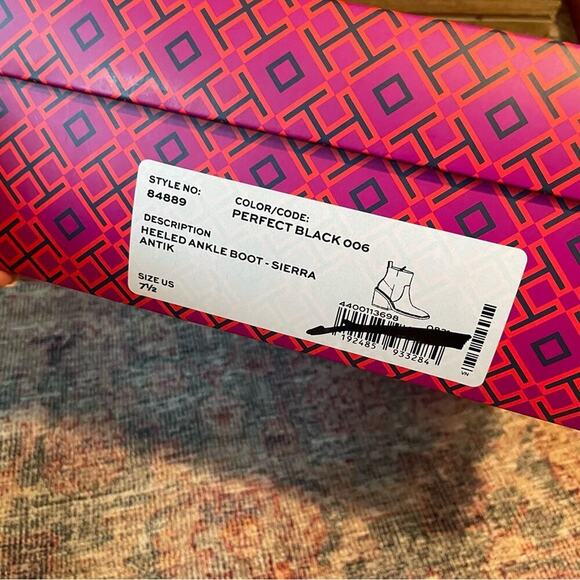 STYLE NO:
84889
COLOR/CODE:
PERFECT BLACK 006
DESCRIPTION
HEELED ANKLE BOOT - SIERRA
ANTIK
SIZE US
7½
4400113698
192485 933284
VN